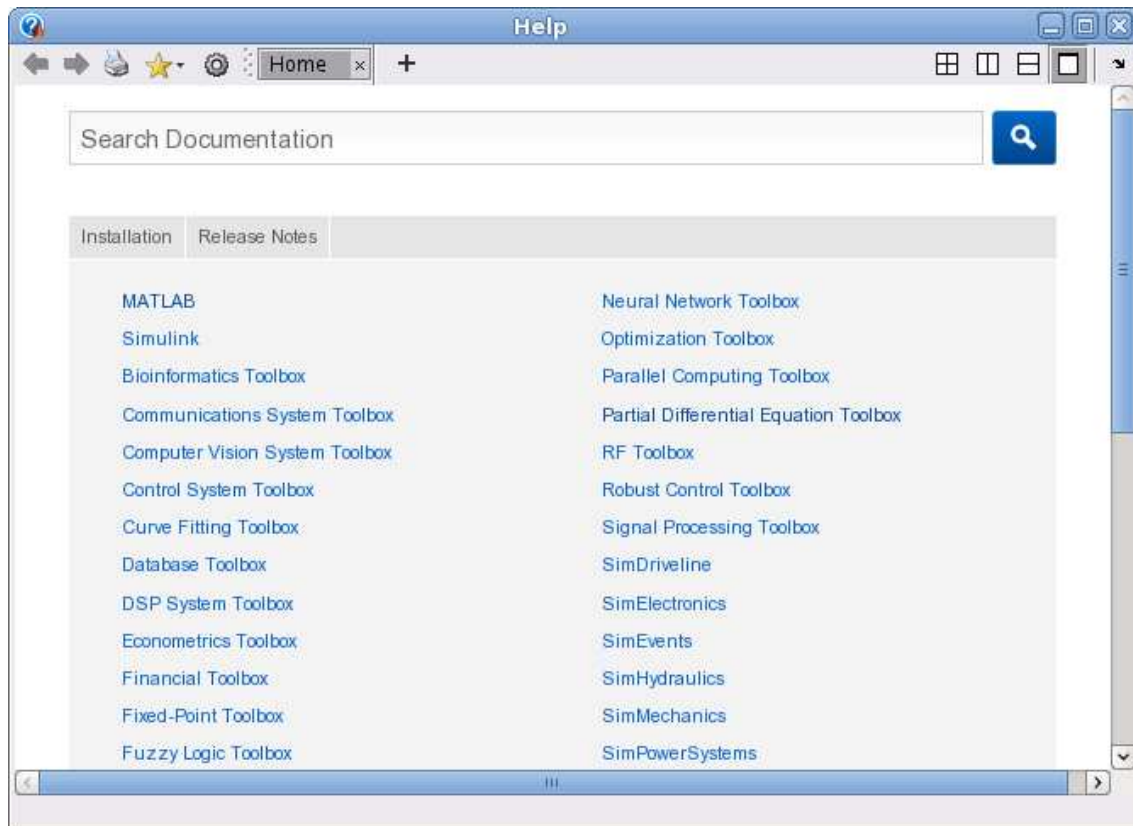 Help
Home
Search Documentation
Installation Release Notes
MATLAB
Simulink
Bioinformatics Toolbox
Communications System Toolbox
Computer Vision System Toolbox
Control System Toolbox
Curve Fitting Toolbox
Database Toolbox
DSP System Toolbox
Econometrics Toolbox
Financial Toolbox
Fixed-Point Toolbox
Fuzzy Logic Toolbox
Neural Network Toolbox
Optimization Toolbox
Parallel Computing Toolbox
Partial Differential Equation Toolbox
RF Toolbox
Robust Control Toolbox
Signal Processing Toolbox
SimDriveline
SimElectronics
SimEvents
SimHydraulics
SimMechanics
SimPowerSystems